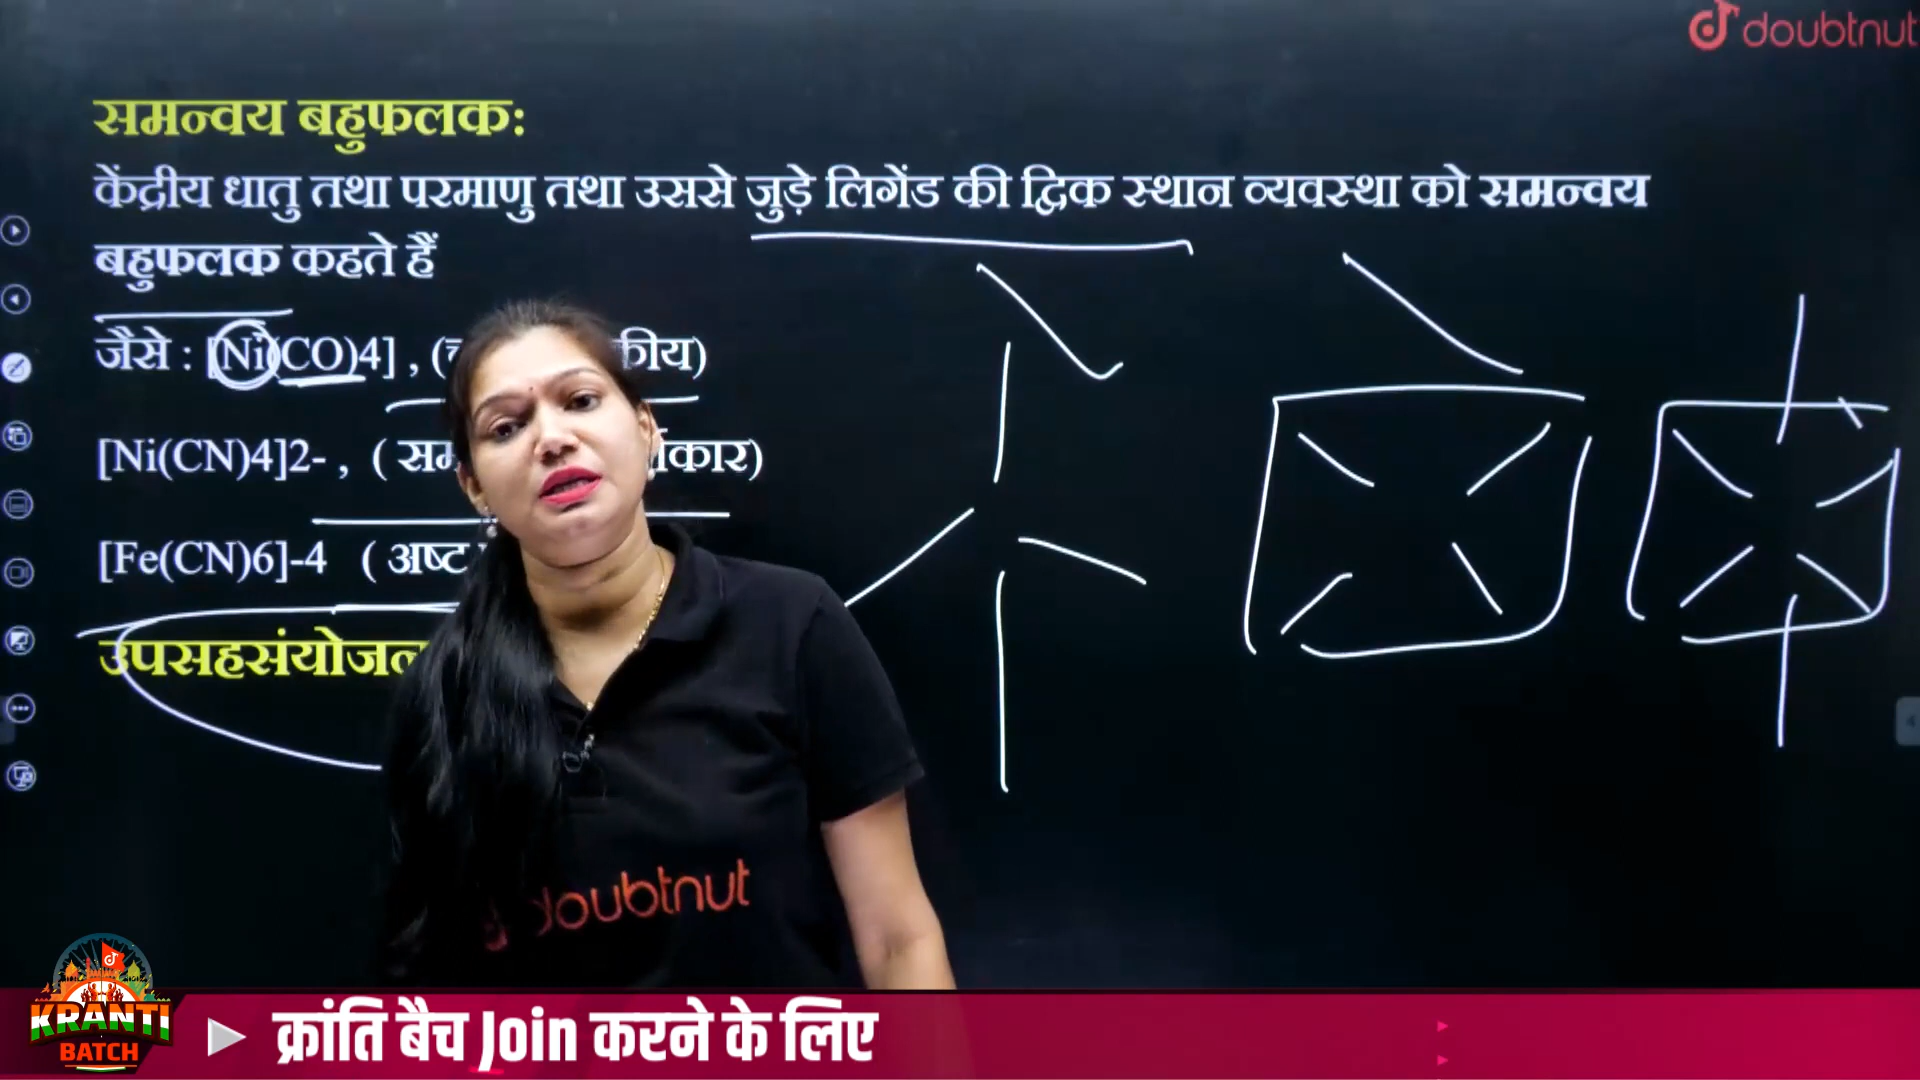 doubtnut
समन्वय बहुफलक:
केंद्रीय धातु तथा परमाणु तथा उससे जुड़े लिगेंड की द्विक स्थान व्यवस्था को समन्वय
बहुफलक कहते हैं
जैसे : [Ni(CO)4] ,
[Ni(CN)4]2- ,
[Fe(CN)6]-4 ( अष्ट
doubtnut
KRANTI
BATCH
क्रांति बैच Join करने के लिए